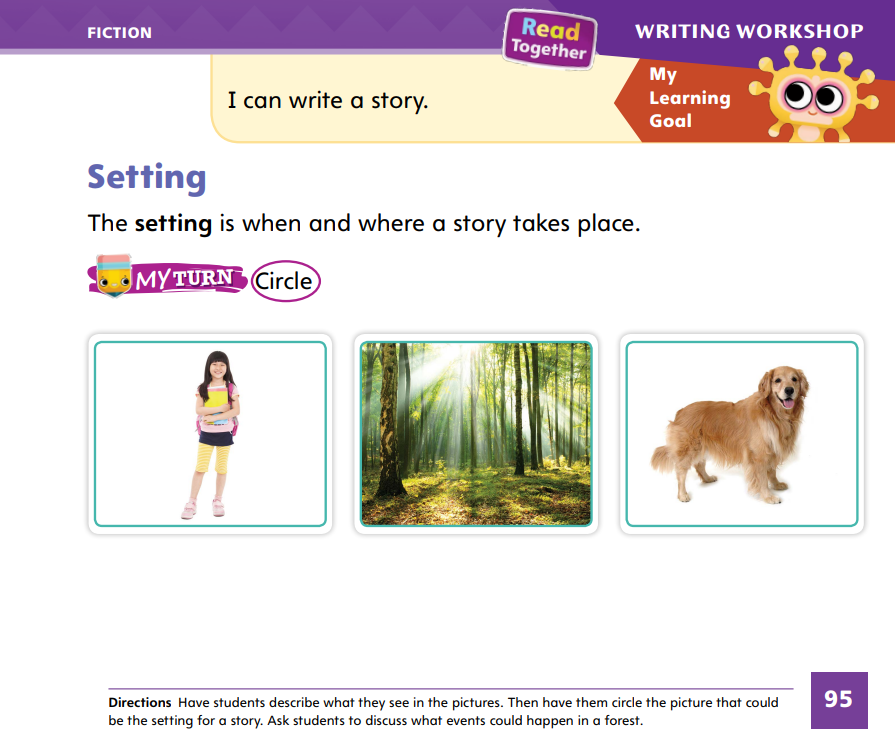 FICTION
Read
Together
WRITING WORKSHOP
I can write a story.
My
Learning
Goal
Setting
The setting is when and where a story takes place.
MY TURN Circle
Directions Have students describe what they see in the pictures. Then have them circle the picture that could
be the setting for a story. Ask students to discuss what events could happen in a forest.
95